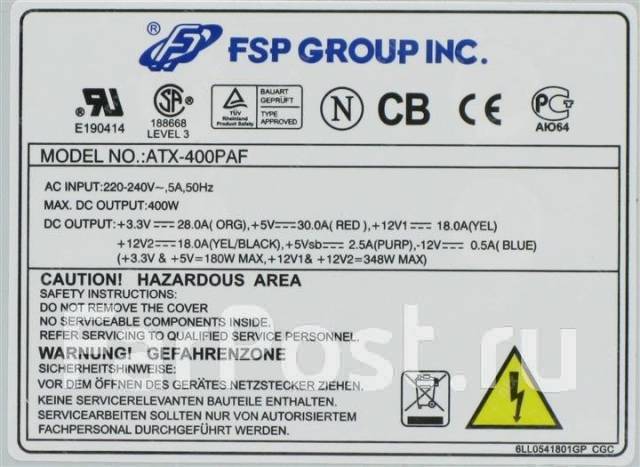 FSP GROUP INC.
E190414
188668
LEVEL 3
TÜV
Rheinland
Product Safety
BAUART
GEPRÜFT
TYPE
APPROVED
N
CB
CE
АЮ64
MODEL NO.:ATX-400PAF
AC INPUT:220-240V~,5A,50Hz
MAX. DC OUTPUT:400W
DC OUTPUT:+3.3V⎓28.0A( ORG),+5V⎓30.0A( RED ),+12V1⎓18.0A(YEL)
+12V2⎓18.0A(YEL/BLACK),+5Vsb⎓2.5A(PURP),-12V⎓0.5A( BLUE)
(+3.3V & +5V=180W MAX, +12V1& +12V2=348W MAX)
CAUTION! HAZARDOUS AREA
SAFETY INSTRUCTIONS:
DO NOT REMOVE THE COVER
NO SERVICEABLE COMPONENTS INSIDE.
REFER SERVICING TO QUALIFIED SERVICE PERSONNEL.
WARNUNG! GEFAHRENZONE
SICHERHEITSHINWEISE:
VOR DEM ÖFFNEN DES GERÄTES NETZSTECKER ZIEHEN.
KEINE SERVICERELEVANTEN BAUTEILE ENTHALTEN.
SERVICEARBEITEN SOLLTEN NUR VON AUTORISIERTEM
FACHPERSONAL DURCHGEFÜHRT WERDEN.
6LL0541801GP CGC